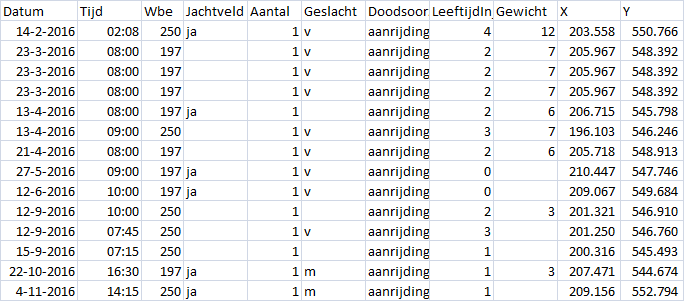 Datum Tijd Wbe Jachtveld Aantal Geslacht Doodsoor LeeftijdInj Gewicht X Y
14-2-2016 02:08 250 ja 1 v aanrijding 4 12 203.558 550.766
23-3-2016 08:00 197 1 v aanrijding 2 7 205.967 548.392
23-3-2016 08:00 197 1 v aanrijding 2 7 205.967 548.392
23-3-2016 08:00 197 1 v aanrijding 2 7 205.967 548.392
13-4-2016 08:00 197 ja 1 v aanrijding 2 6 206.715 545.798
13-4-2016 09:00 250 1 v aanrijding 3 7 196.103 546.246
21-4-2016 08:00 197 1 v aanrijding 2 6 205.718 548.913
27-5-2016 09:00 197 ja 1 v aanrijding 0 210.447 547.746
12-6-2016 10:00 197 ja 1 v aanrijding 0 209.067 549.684
12-9-2016 10:00 250 1 aanrijding 2 3 201.321 546.910
12-9-2016 07:45 250 1 v aanrijding 3 201.250 546.760
15-9-2016 07:15 250 1 aanrijding 1 200.316 545.493
22-10-2016 16:30 197 ja 1 m aanrijding 1 3 207.471 544.674
4-11-2016 14:15 250 ja 1 m aanrijding 1 209.156 552.794